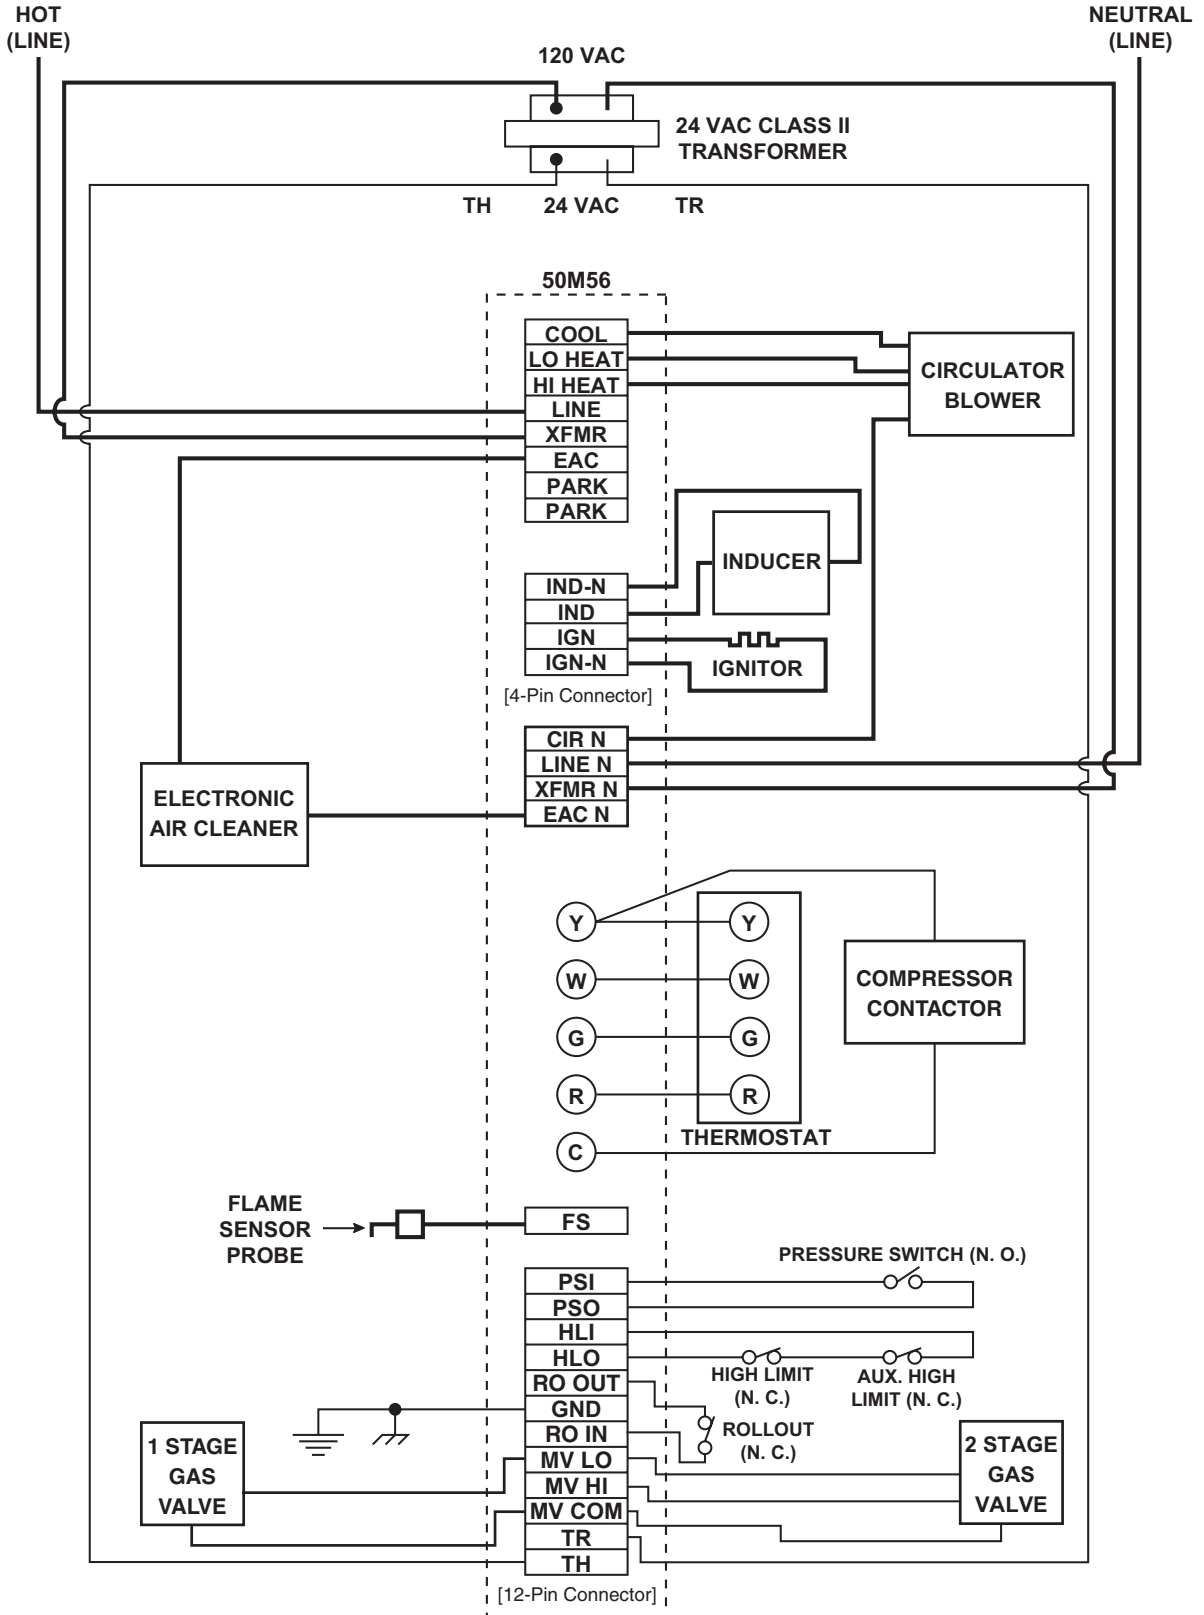 HOT
(LINE)
NEUTRAL
(LINE)
120 VAC
24 VAC CLASS II
TRANSFORMER
TH
24 VAC
TR
50M56
COOL
LO HEAT
HI HEAT
LINE
XFMR
EAC
PARK
PARK
CIRCULATOR
BLOWER
IND-N
IND
IGN
IGN-N
[4-Pin Connector]
INDUCER
IGNITOR
CIR N
LINE N
XFMR N
EAC N
ELECTRONIC
AIR CLEANER
Y
W
G
R
C
Y
W
G
R
THERMOSTAT
COMPRESSOR
CONTACTOR
FLAME
SENSOR
PROBE
FS
PRESSURE SWITCH (N. O.)
PSI
PSO
HLI
HLO
RO OUT
GND
RO IN
MV LO
MV HI
MV COM
TR
TH
[12-Pin Connector]
HIGH LIMIT
(N. C.)
AUX. HIGH
LIMIT (N. C.)
ROLLOUT
(N. C.)
1 STAGE
GAS
VALVE
2 STAGE
GAS
VALVE